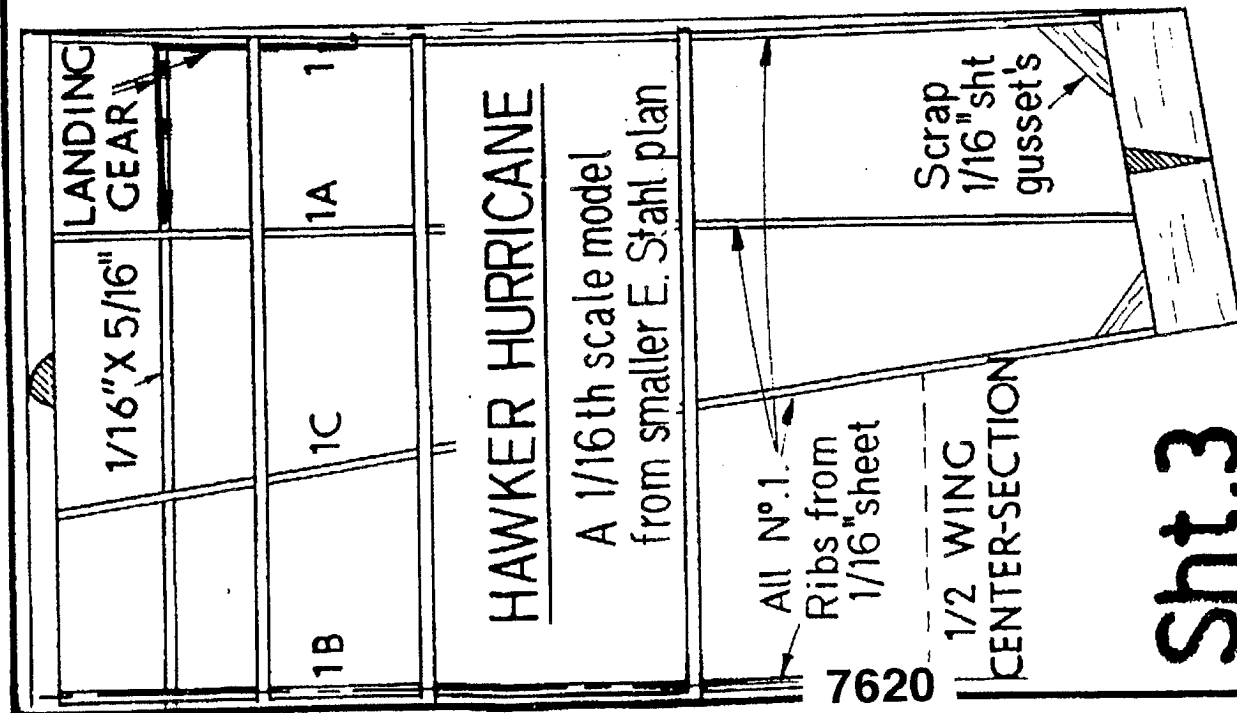 LANDING
GEAR
1/16"X 5/16"
1
1A
1C
1B
HAWKER HURRICANE
A 1/16th scale model
from smaller E. Stahl plan
Scrap
1/16"sht
gusset's
All Nº.1.
Ribs from
1/16"sheet
1/2 WING
CENTER-SECTION
Sht.3
7620